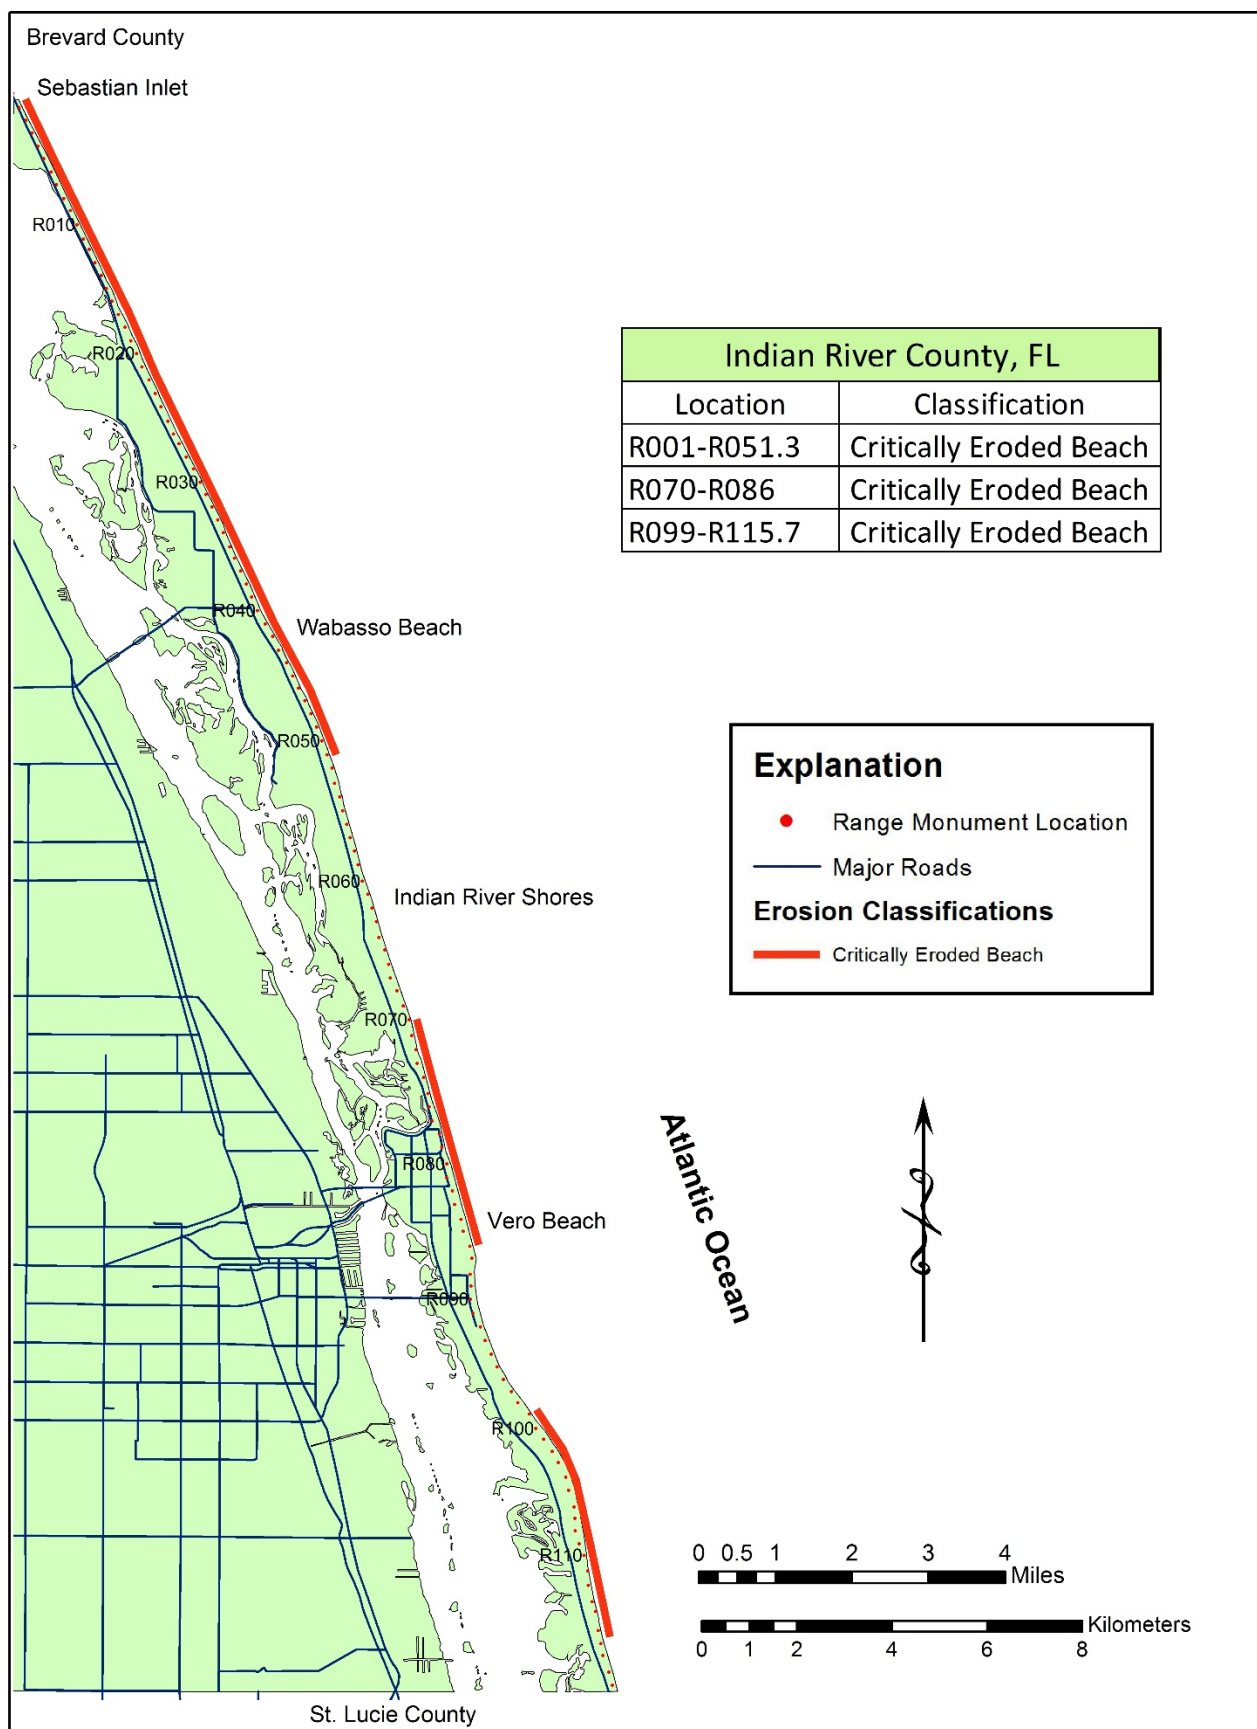 Brevard County
Sebastian Inlet
R010
R020
R030
R040
Wabasso Beach
R050
R060
Indian River Shores
R070
R080
Vero Beach
R090
R100
R110
St. Lucie County
Indian River County, FL
Location Classification
R001-R051.3 Critically Eroded Beach
R070-R086 Critically Eroded Beach
R099-R115.7 Critically Eroded Beach
Explanation
Range Monument Location
Major Roads
Erosion Classifications
Critically Eroded Beach
Atlantic Ocean
N
0 0.5 1 2 3 4
Miles
Kilometers
0 1 2 4 6 8